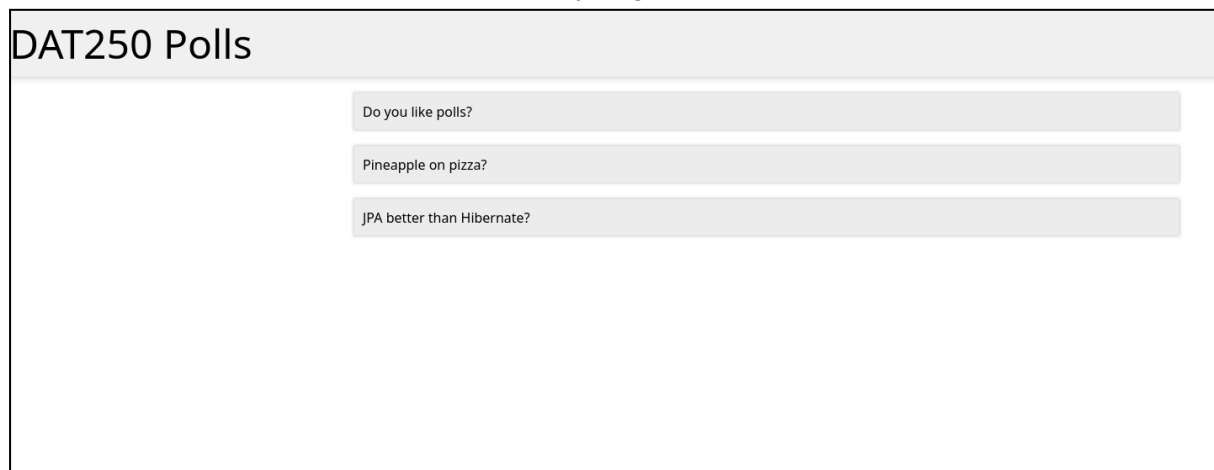 DAT250 Polls
Do you like polls?
Pineapple on pizza?
JPA better than Hibernate?